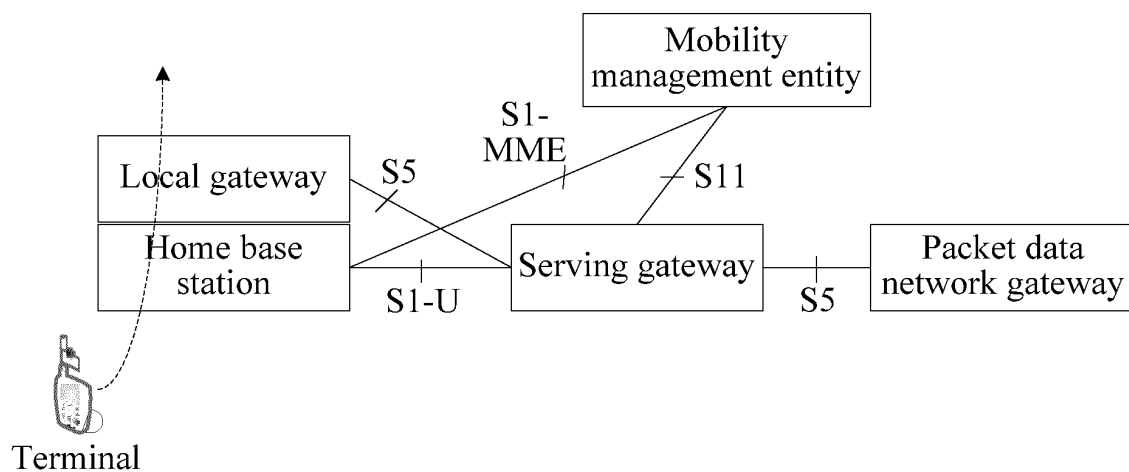 Mobility
management entity
S1-
MME
S11
Local gateway
S5
Home base
station
S1-U
Serving gateway
S5
Packet data
network gateway
Terminal